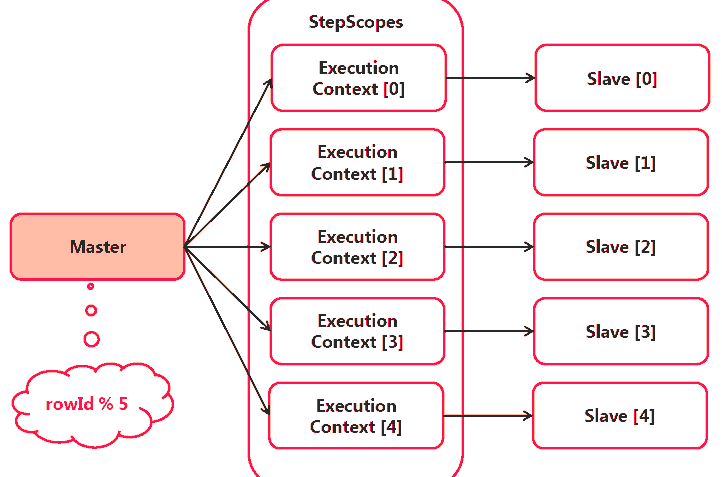 StepScopes
Execution
Context [0]
Slave [0]
Execution
Context [1]
Slave [1]
Master
Execution
Context [2]
Slave [2]
Execution
Context [3]
Slave [3]
rowId % 5
Execution
Context [4]
Slave [4]